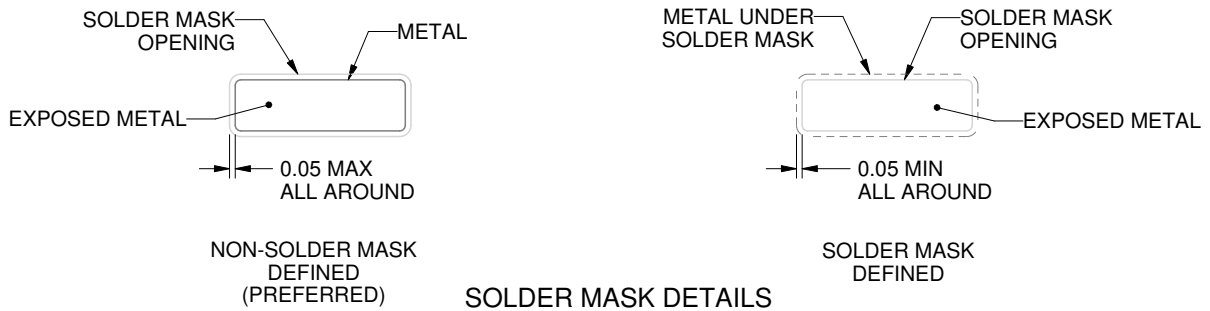 SOLDER MASK
OPENING
METAL
EXPOSED METAL
0.05 MAX
ALL AROUND
NON-SOLDER MASK
DEFINED
(PREFERRED)
METAL UNDER
SOLDER MASK
SOLDER MASK
OPENING
EXPOSED METAL
0.05 MIN
ALL AROUND
SOLDER MASK
DEFINED
SOLDER MASK DETAILS